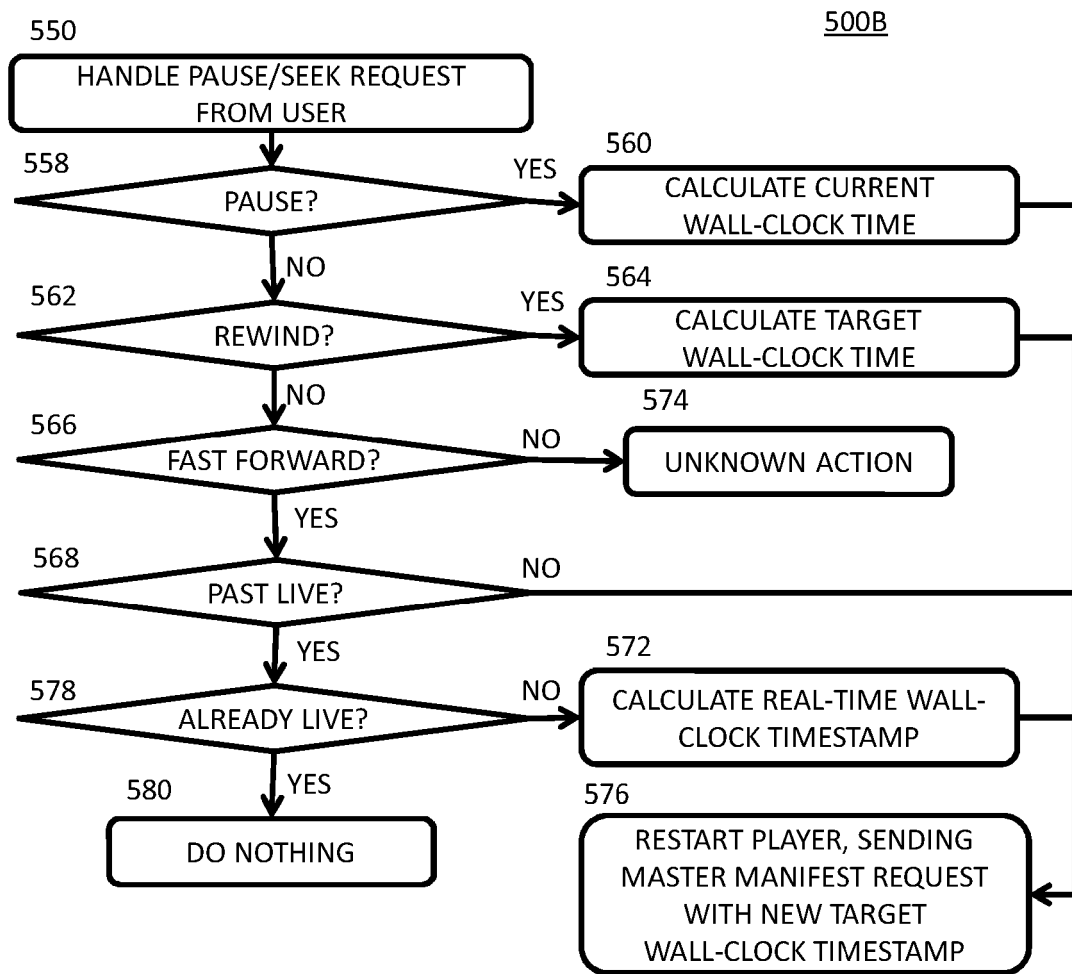 550
500B
HANDLE PAUSE/SEEK REQUEST
FROM USER
558
PAUSE?
YES
560
CALCULATE CURRENT
WALL-CLOCK TIME
NO
562
REWIND?
YES
564
CALCULATE TARGET
WALL-CLOCK TIME
NO
566
FAST FORWARD?
NO
574
UNKNOWN ACTION
YES
568
PAST LIVE?
NO
YES
578
ALREADY LIVE?
NO
572
CALCULATE REAL-TIME WALL-
CLOCK TIMESTAMP
YES
580
DO NOTHING
576
RESTART PLAYER, SENDING
MASTER MANIFEST REQUEST
WITH NEW TARGET
WALL-CLOCK TIMESTAMP